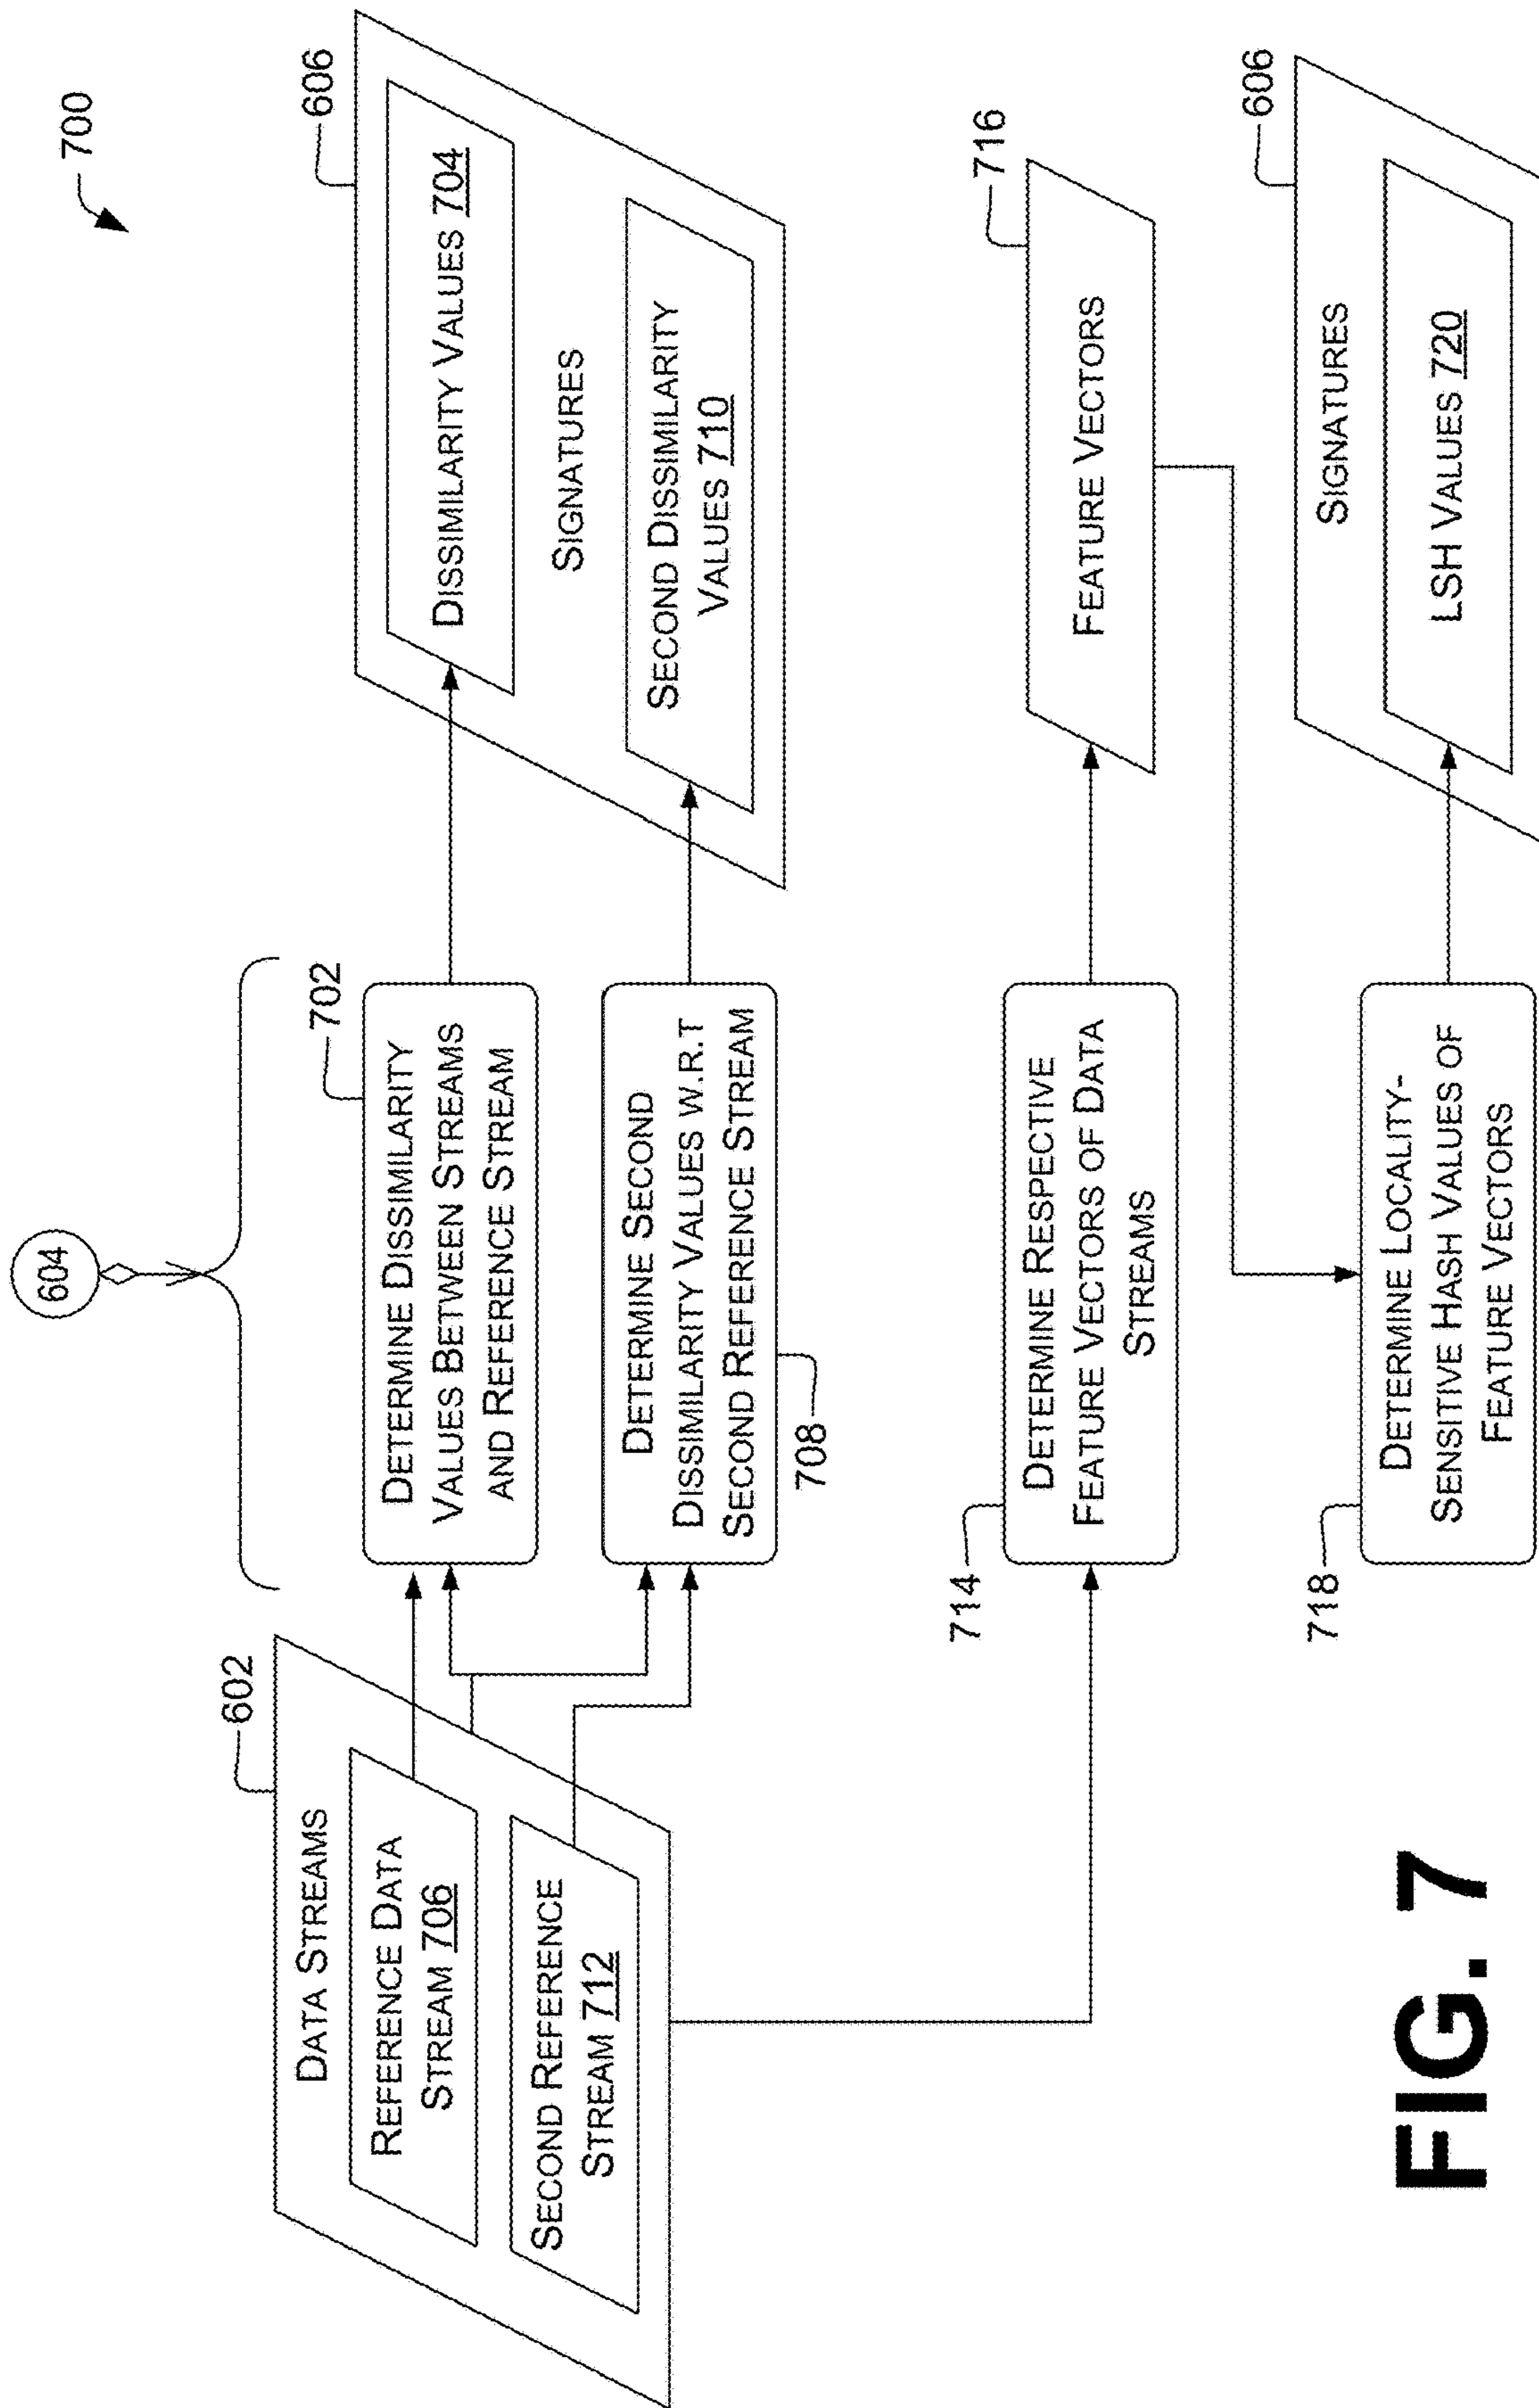 700
604
602
DATA STREAMS
REFERENCE DATA
STREAM 706
SECOND REFERENCE
STREAM 712
702
DETERMINE DISSIMILARITY
VALUES BETWEEN STREAMS
AND REFERENCE STREAM
DETERMINE SECOND
DISSIMILARITY VALUES W.R.T
SECOND REFERENCE STREAM
708
606
DISSIMILARITY VALUES 704
SIGNATURES
SECOND DISSIMILARITY
VALUES 710
714
DETERMINE RESPECTIVE
FEATURE VECTORS OF DATA
STREAMS
716
FEATURE VECTORS
718
DETERMINE LOCALITY-
SENSITIVE HASH VALUES OF
FEATURE VECTORS
606
SIGNATURES
LSH VALUES 720
FIG. 7